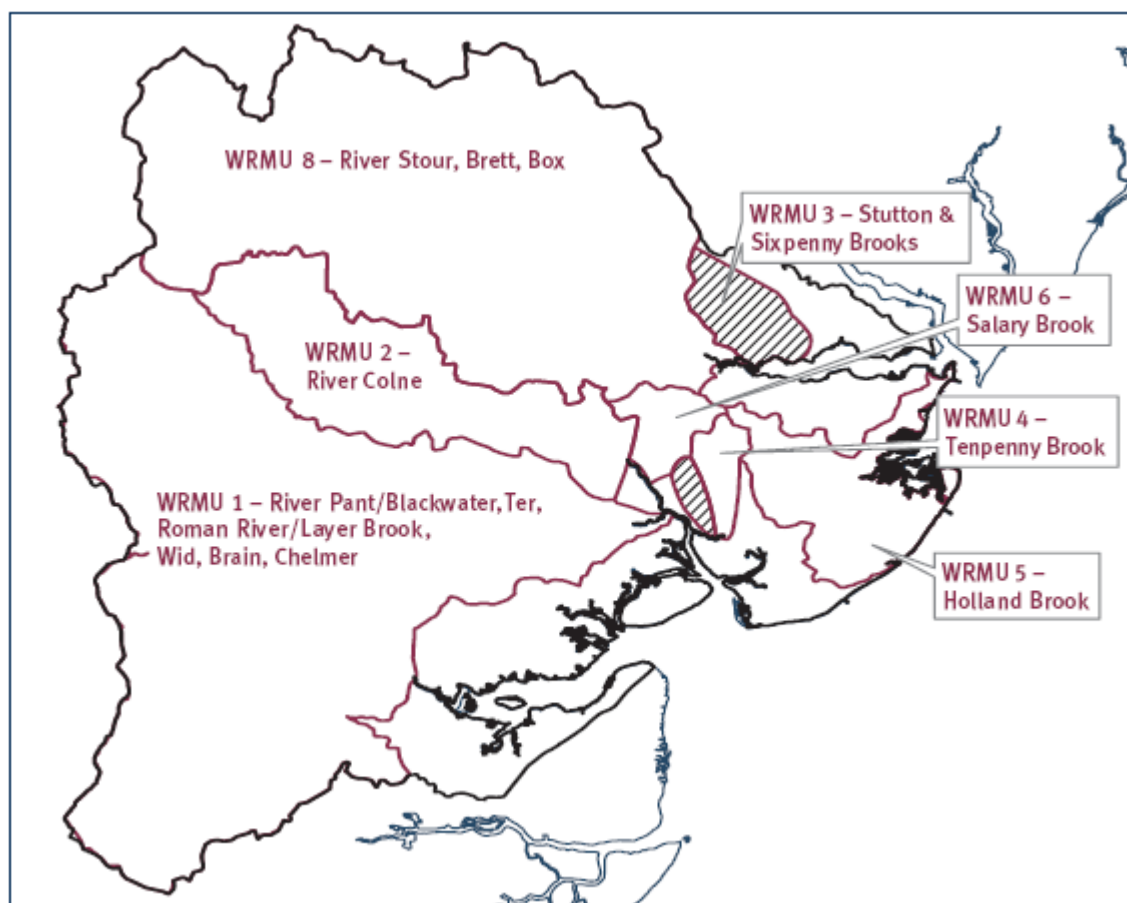 WRMU 8 – River Stour, Brett, Box
WRMU 3 – Stutton &
Sixpenny Brooks
WRMU 6 –
Salary Brook
WRMU 2 –
River Colne
WRMU 4 –
Tenpenny Brook
WRMU 1 – River Pant/Blackwater, Ter,
Roman River/Layer Brook,
Wid, Brain, Chelmer
WRMU 5 –
Holland Brook